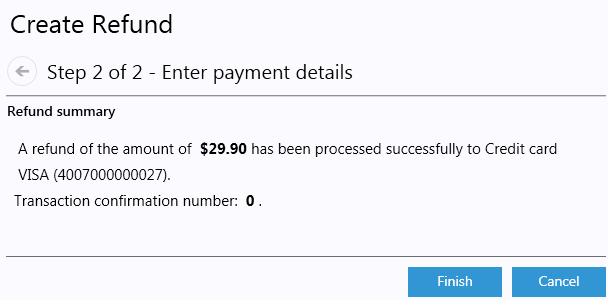 Create Refund
Step 2 of 2 - Enter payment details
Refund summary
A refund of the amount of $29.90 has been processed successfully to Credit card
VISA (4007000000027).
Transaction confirmation number: 0 .
Finish Cancel